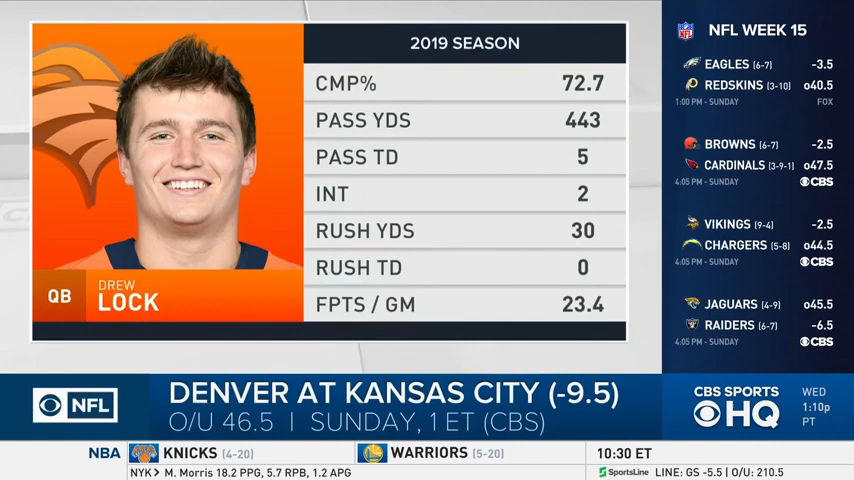 2019 SEASON
CMP% 72.7
PASS YDS 443
PASS TD 5
INT 2
RUSH YDS 30
RUSH TD 0
FPTS / GM 23.4
QB
DREW
LOCK
NFL WEEK 15
EAGLES (6-7) -3.5
REDSKINS (3-10) o40.5
1:00 PM - SUNDAY FOX
BROWNS (6-7) -2.5
CARDINALS (3-9-1) o47.5
4:05 PM - SUNDAY CBS
VIKINGS (9-4) -2.5
CHARGERS (5-8) o44.5
4:05 PM - SUNDAY CBS
JAGUARS (4-9) o45.5
RAIDERS (6-7) -6.5
4:05 PM - SUNDAY CBS
NFL
DENVER AT KANSAS CITY (-9.5)
O/U 46.5 | SUNDAY, 1 ET (CBS)
CBS SPORTS
HQ
WED
1:10p
PT
NBA KNICKS (4-20) WARRIORS (5-20) 10:30 ET
NYK> M. Morris 18.2 PPG, 5.7 RPB, 1.2 APG SportsLine LINE: GS -5.5 | O/U: 210.5